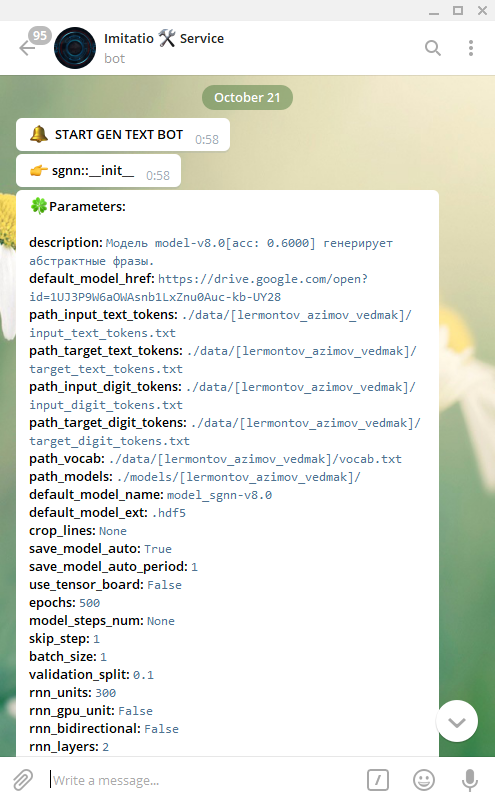 95
Imitatio 🛠 Service
bot
October 21
🔔 START GEN TEXT BOT 0:58
👉 sgnn::__init__ 0:58
🍀Parameters:
description: Модель model-v8.0[acc: 0.6000] генерирует
абстрактные фразы.
default_model_href: https://drive.google.com/open?
id=1UJ3P9W6aOWAsnb1LxZnu0Auc-kb-UY28
path_input_text_tokens: ./data/[lermontov_azimov_vedmak]/
input_text_tokens.txt
path_target_text_tokens: ./data/[lermontov_azimov_vedmak]/
target_text_tokens.txt
path_input_digit_tokens: ./data/[lermontov_azimov_vedmak]/
input_digit_tokens.txt
path_target_digit_tokens: ./data/[lermontov_azimov_vedmak]/
target_digit_tokens.txt
path_vocab: ./data/[lermontov_azimov_vedmak]/vocab.txt
path_models: ./models/[lermontov_azimov_vedmak]/
default_model_name: model_sgnn-v8.0
default_model_ext: .hdf5
crop_lines: None
save_model_auto: True
save_model_auto_period: 1
use_tensor_board: False
epochs: 500
model_steps_num: None
skip_step: 1
batch_size: 1
validation_split: 0.1
rnn_units: 300
rnn_gpu_unit: False
rnn_bidirectional: False
rnn_layers: 2
Write a message...